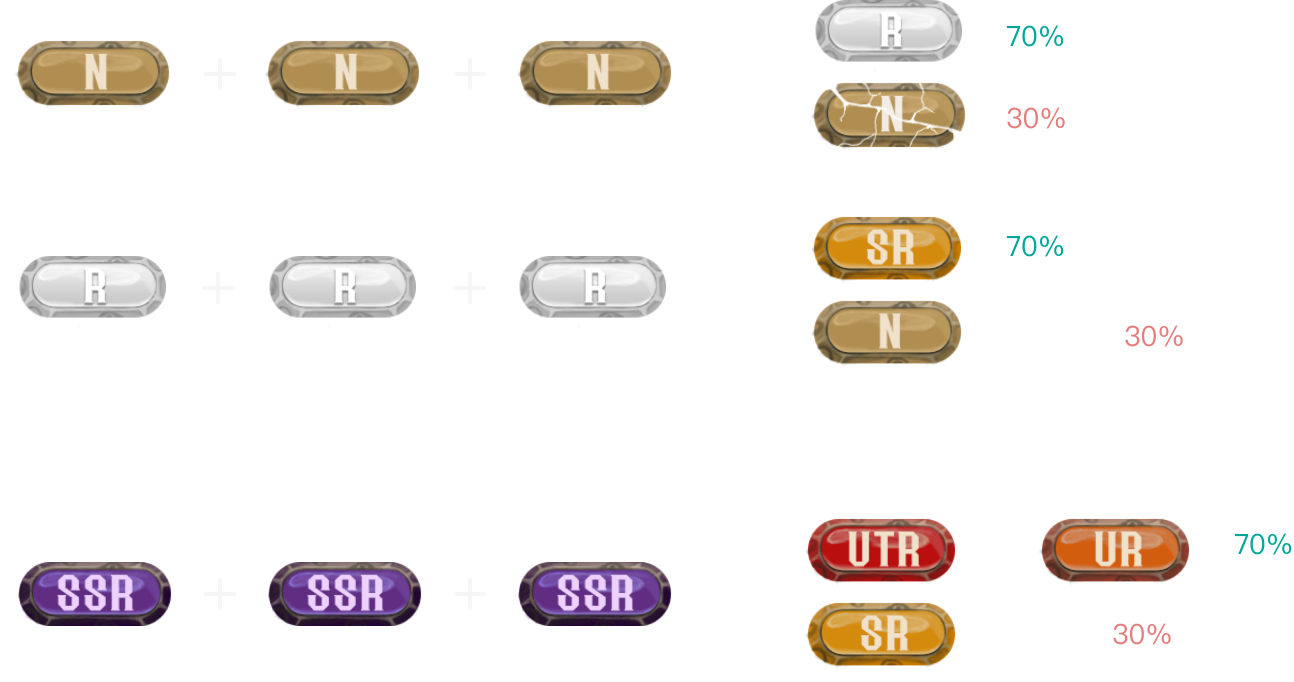 N + N + N
R 70%
N 30%
R + R + R
SR 70%
N 30%
SSR + SSR + SSR
UTR UR 70%
SR 30%